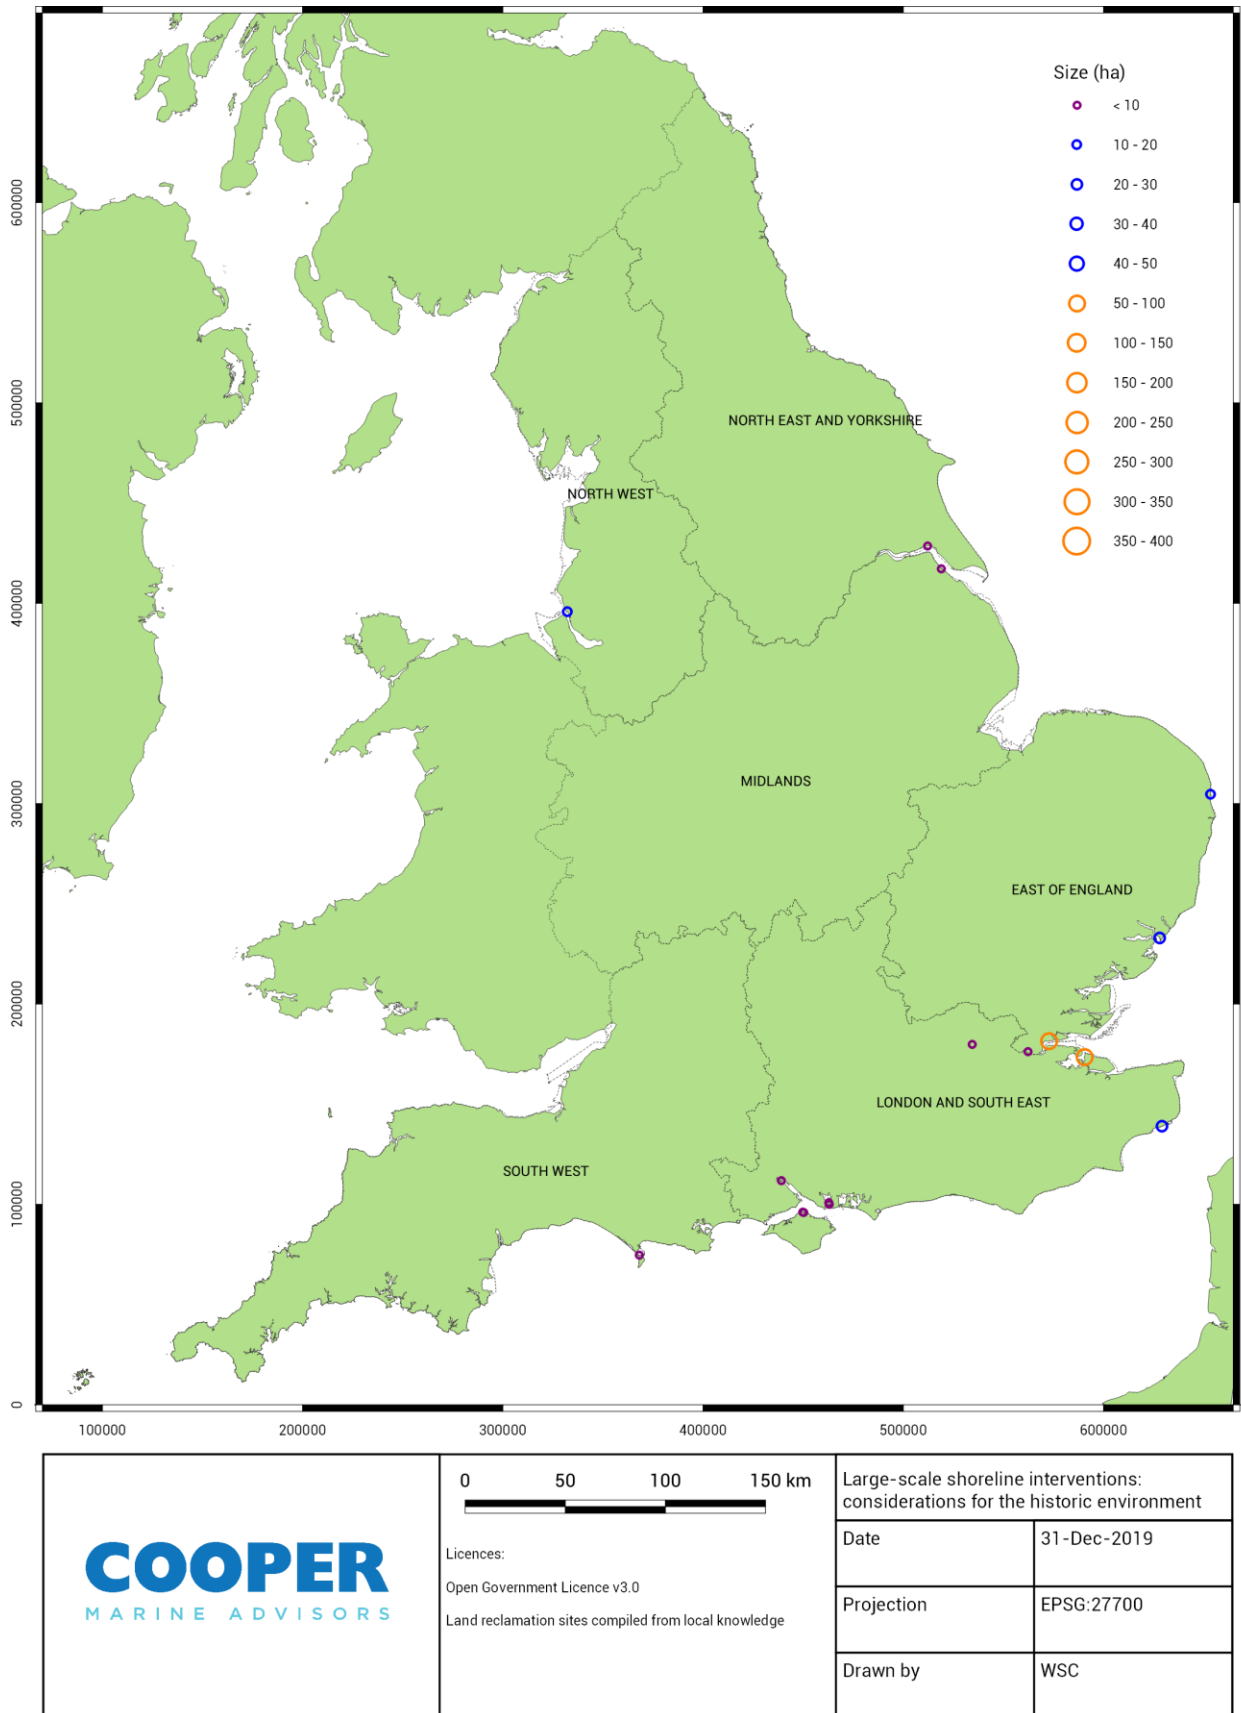 Size (ha)
< 10
10 - 20
20 - 30
30 - 40
40 - 50
50 - 100
100 - 150
150 - 200
200 - 250
250 - 300
300 - 350
350 - 400
600000
500000
400000
300000
200000
100000
0
NORTH EAST AND YORKSHIRE
NORTH WEST
MIDLANDS
EAST OF ENGLAND
LONDON AND SOUTH EAST
SOUTH WEST
100000 200000 300000 400000 500000 600000
COOPER
MARINE ADVISORS
0 50 100 150 km
Licences:
Open Government Licence v3.0
Land reclamation sites compiled from local knowledge
Large-scale shoreline interventions:
considerations for the historic environment
Date 31-Dec-2019
Projection EPSG:27700
Drawn by WSC